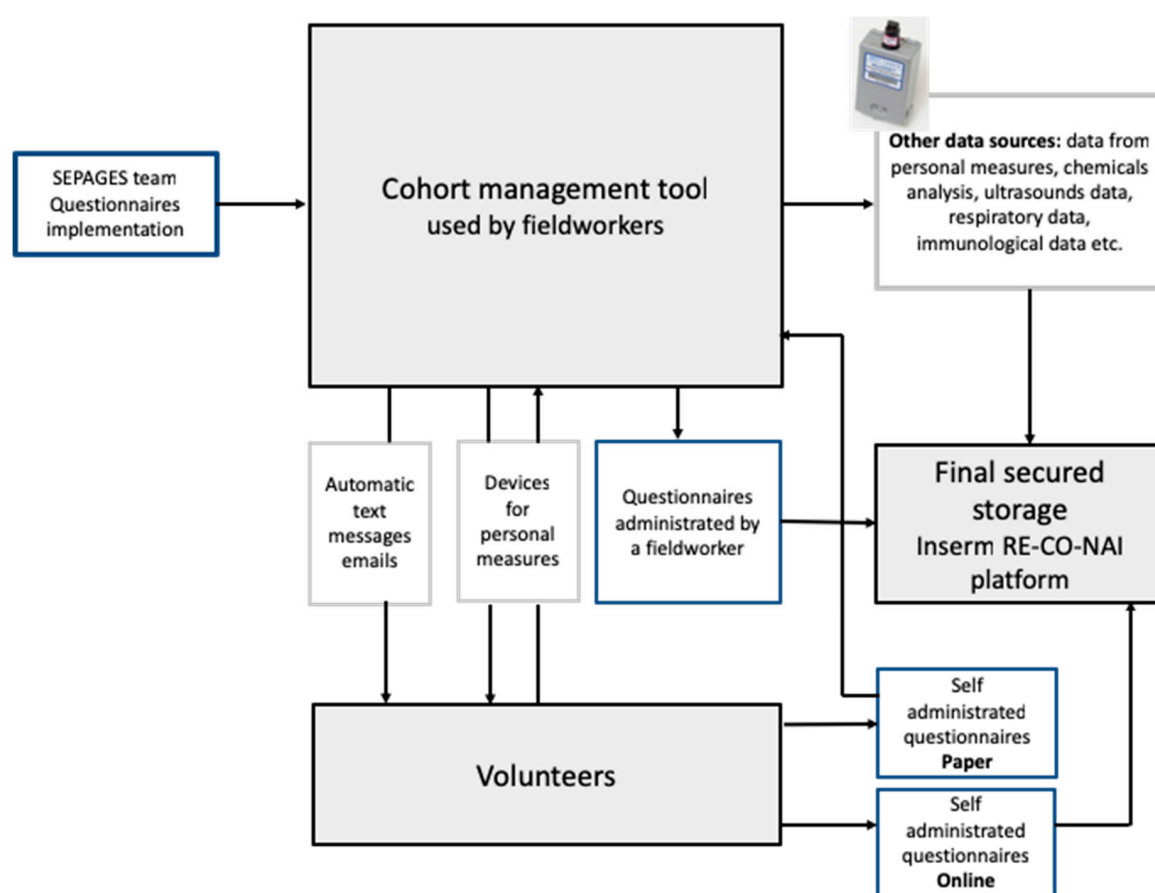 SEPAGES team
Questionnaires
implementation
Cohort management tool
used by fieldworkers
Other data sources: data from
personal measures, chemicals
analysis, ultrasounds data,
respiratory data,
immunological data etc.
Automatic
text
messages
emails
Devices
for
personal
measures
Questionnaires
administrated by
a fieldworker
Final secured
storage
Inserm RE-CO-NAI
platform
Volunteers
Self
administrated
questionnaires
Paper
Self
administrated
questionnaires
Online